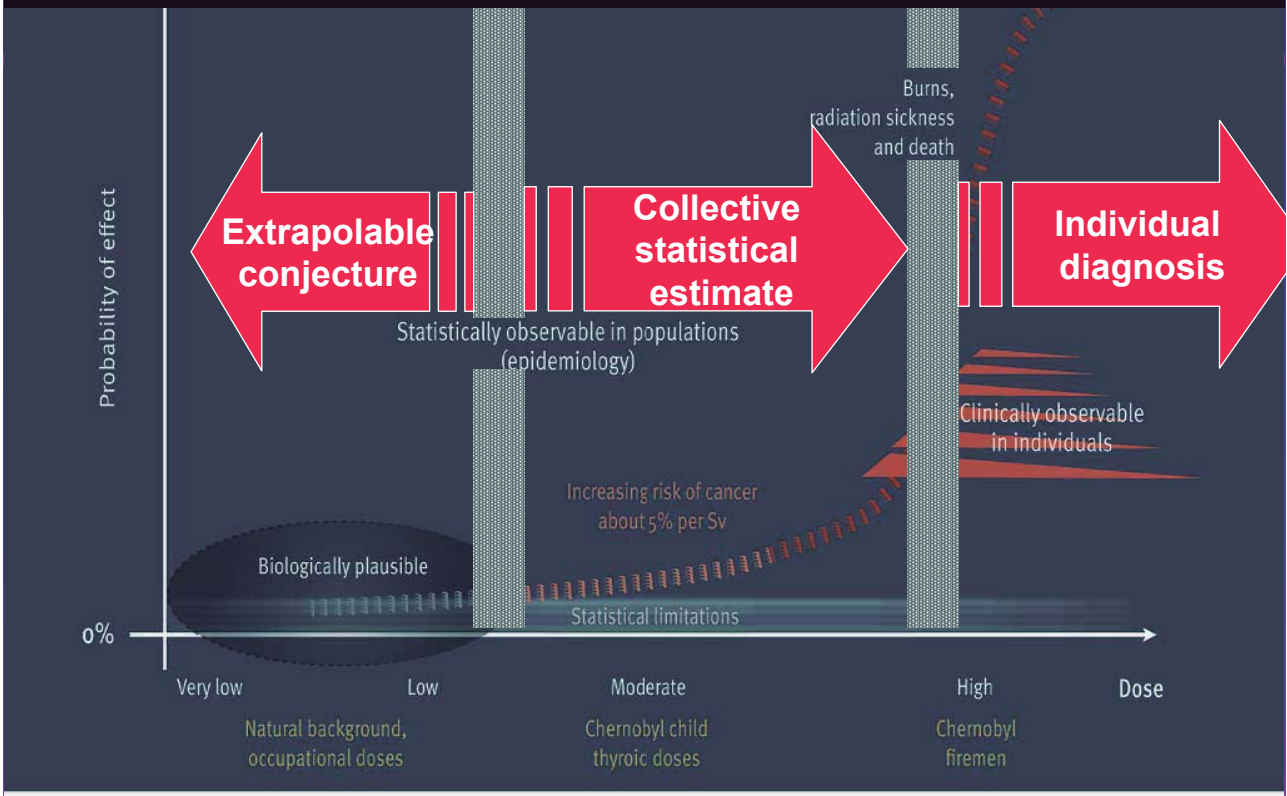 Burns,
radiation sickness
and death
Extrapolable
conjecture
Collective
statistical
estimate
Individual
diagnosis
Probability of effect
Statistically observable in populations
(epidemiology)
Clinically observable
in individuals
Increasing risk of cancer
about 5% per Sv
Biologically plausible
Statistical limitations
0%
Very low
Low
Moderate
High
Dose
Natural background,
occupational doses
Chernobyl child
thyroid doses
Chernobyl
firemen